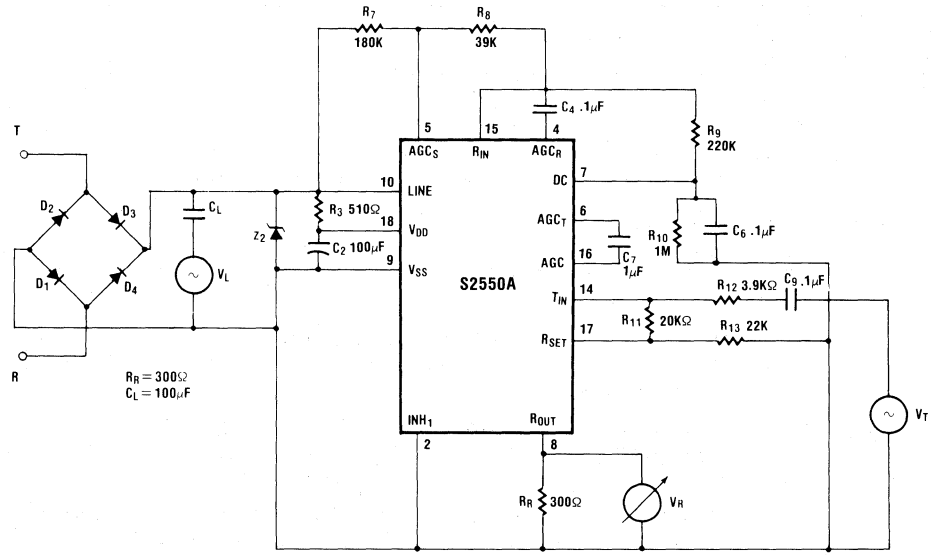 R7
180K
R8
39K
C4 .1μF
5
15
4
AGCS
RIN
AGCR
R9
220K
T
D2
D3
D1
D4
R
CL
VL
Z2
10
LINE
R3 510Ω
18
VDD
C2 100μF
9
VSS
S2550A
DC
7
AGCT
6
AGC
16
C7
1μF
R10
1M
C6 .1μF
TIN
14
R12 3.9KΩ
C9 .1μF
R11
20KΩ
RSET
17
R13 22K
VT
RR = 300Ω
CL = 100μF
INH1
2
ROUT
8
RR
300Ω
VR